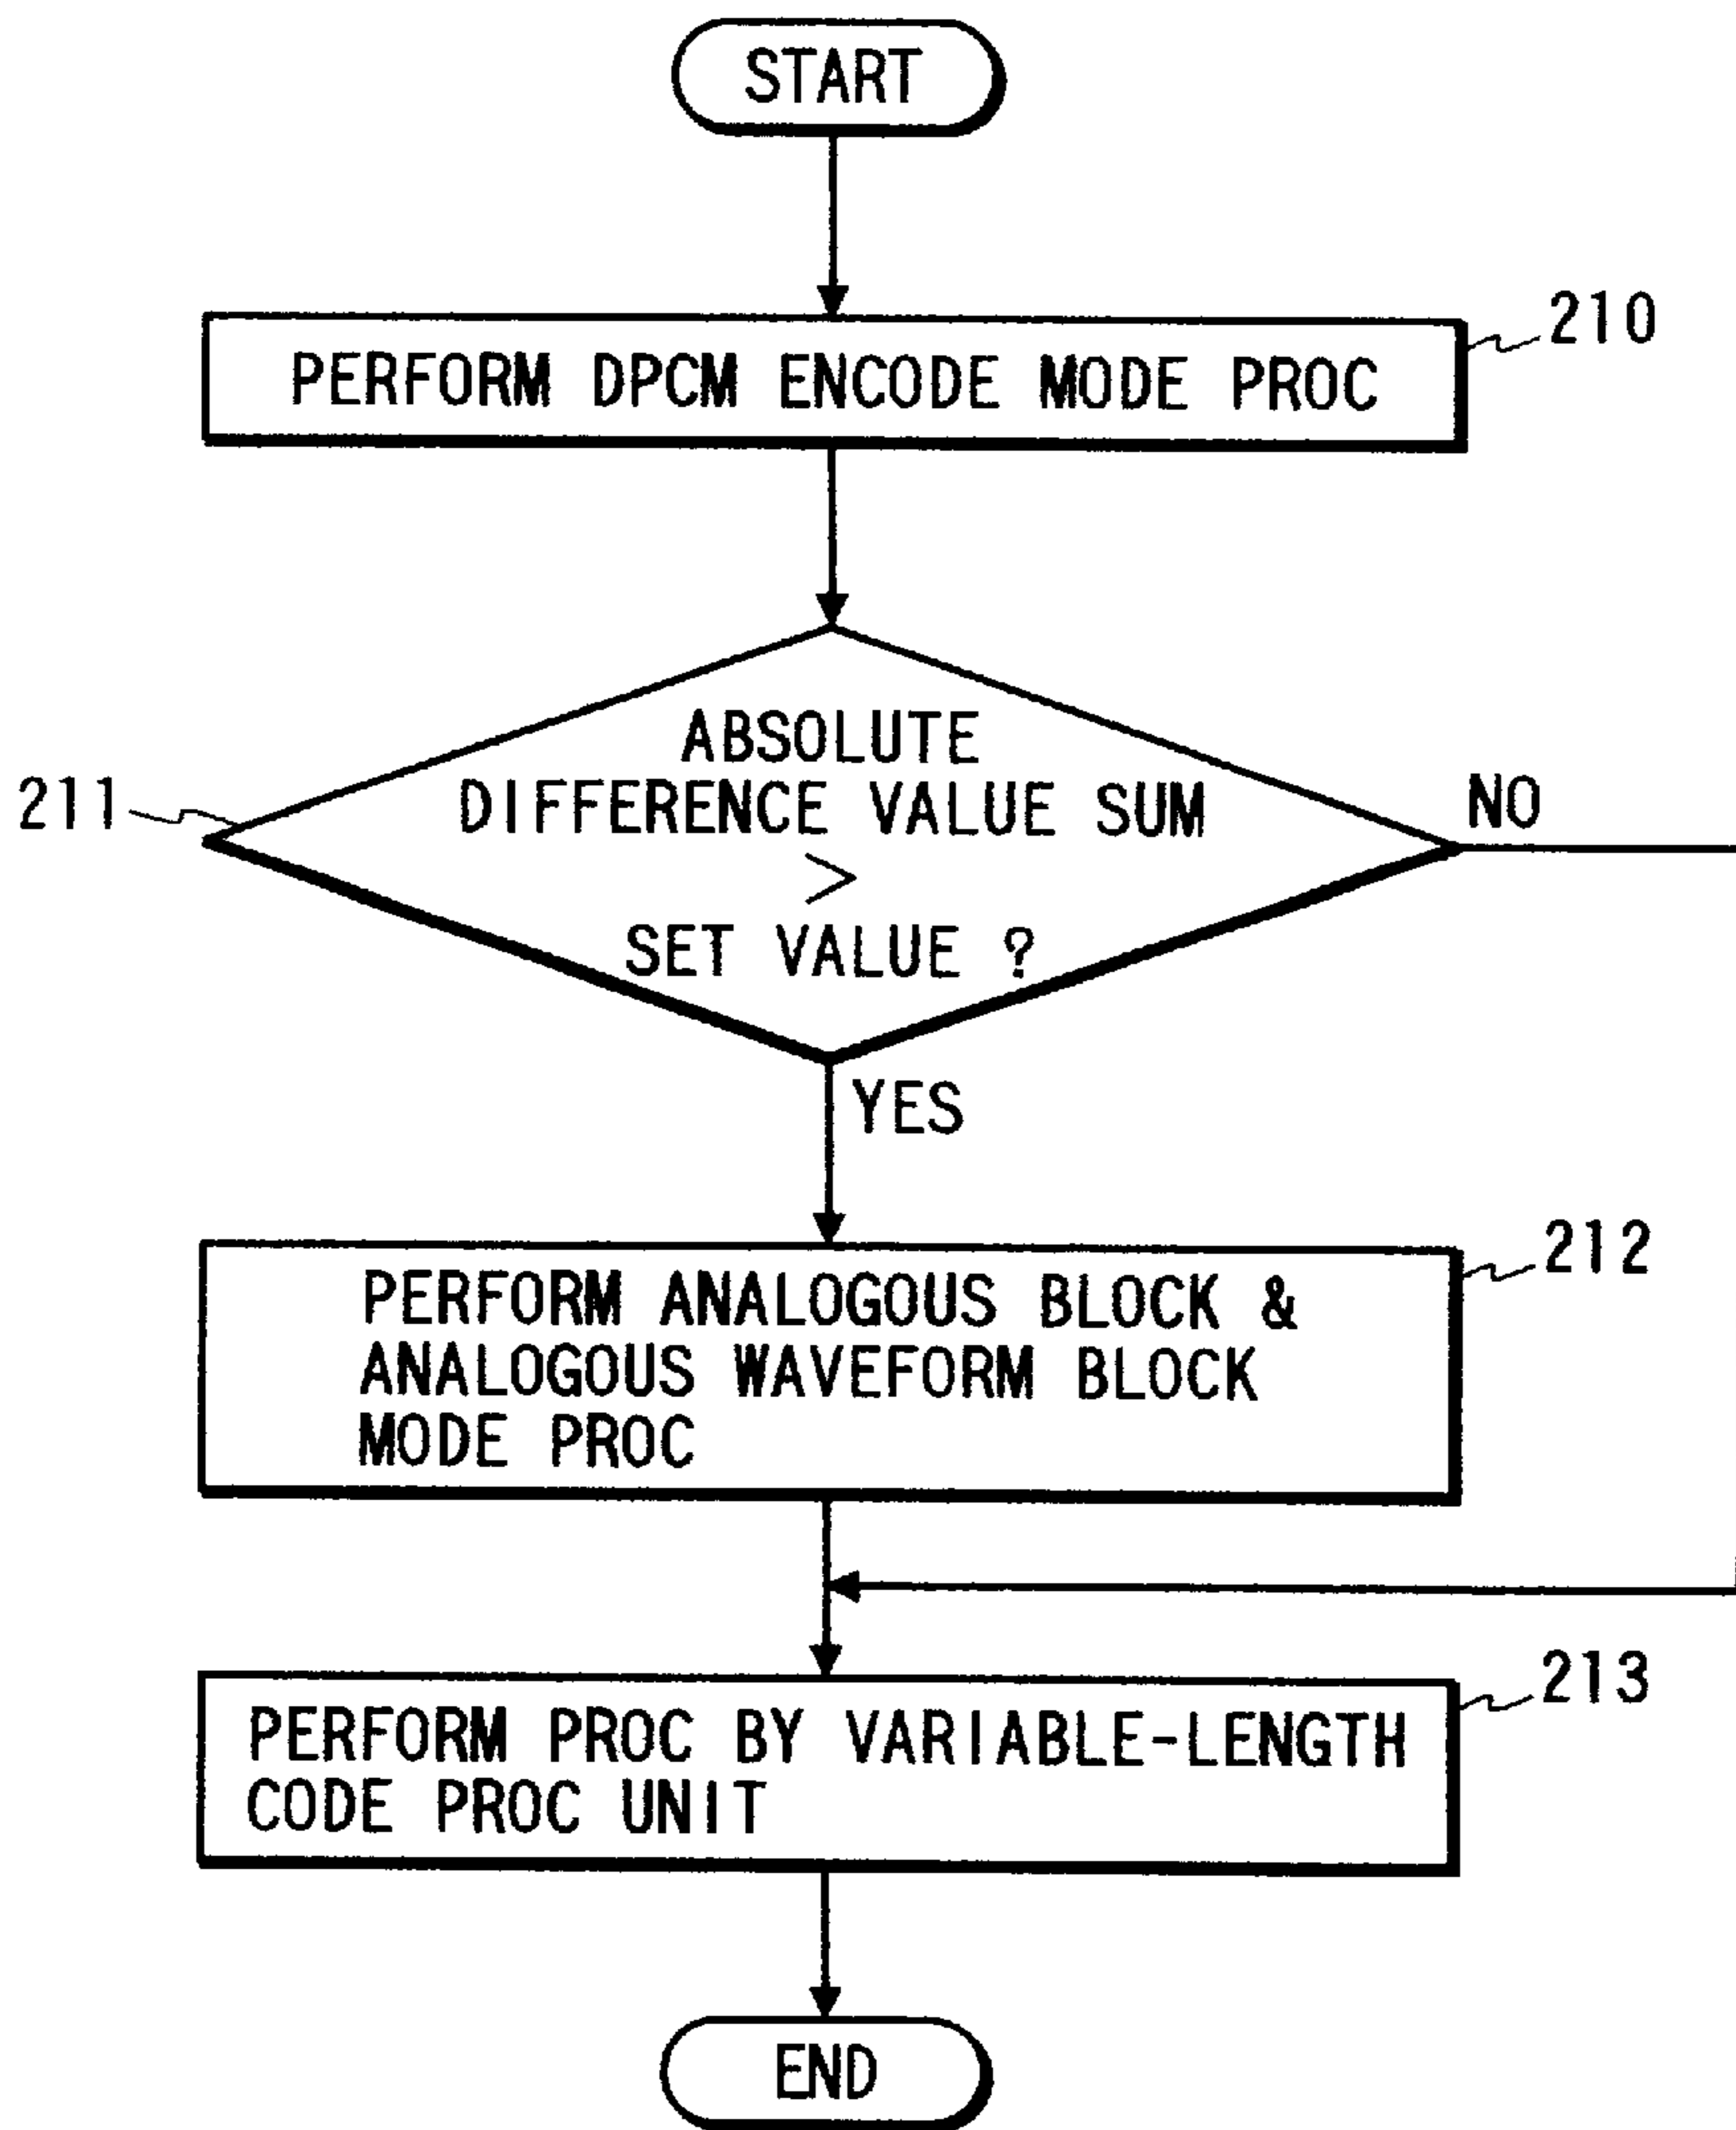 START
210
PERFORM DPCM ENCODE MODE PROC
211
ABSOLUTE
DIFFERENCE VALUE SUM
>
SET VALUE ?
NO
YES
212
PERFORM ANALOGOUS BLOCK &
ANALOGOUS WAVEFORM BLOCK
MODE PROC
213
PERFORM PROC BY VARIABLE-LENGTH
CODE PROC UNIT
END